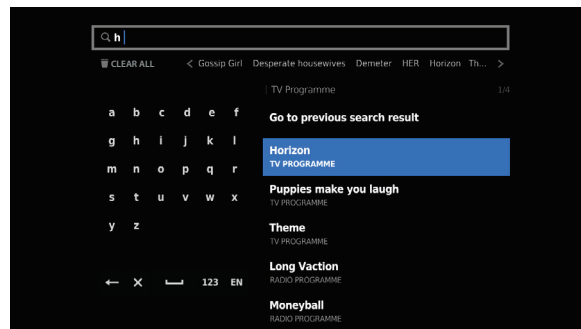 h
CLEAR ALL < Gossip Girl Desperate housewives Demeter HER Horizon Th... >
TV Programme 1/4
a b c d e f
g h i j k l
m n o p q r
s t u v w x
y z
123 EN
Go to previous search result
Horizon
TV PROGRAMME
Puppies make you laugh
TV PROGRAMME
Theme
TV PROGRAMME
Long Vaction
RADIO PROGRAMME
Moneyball
RADIO PROGRAMME